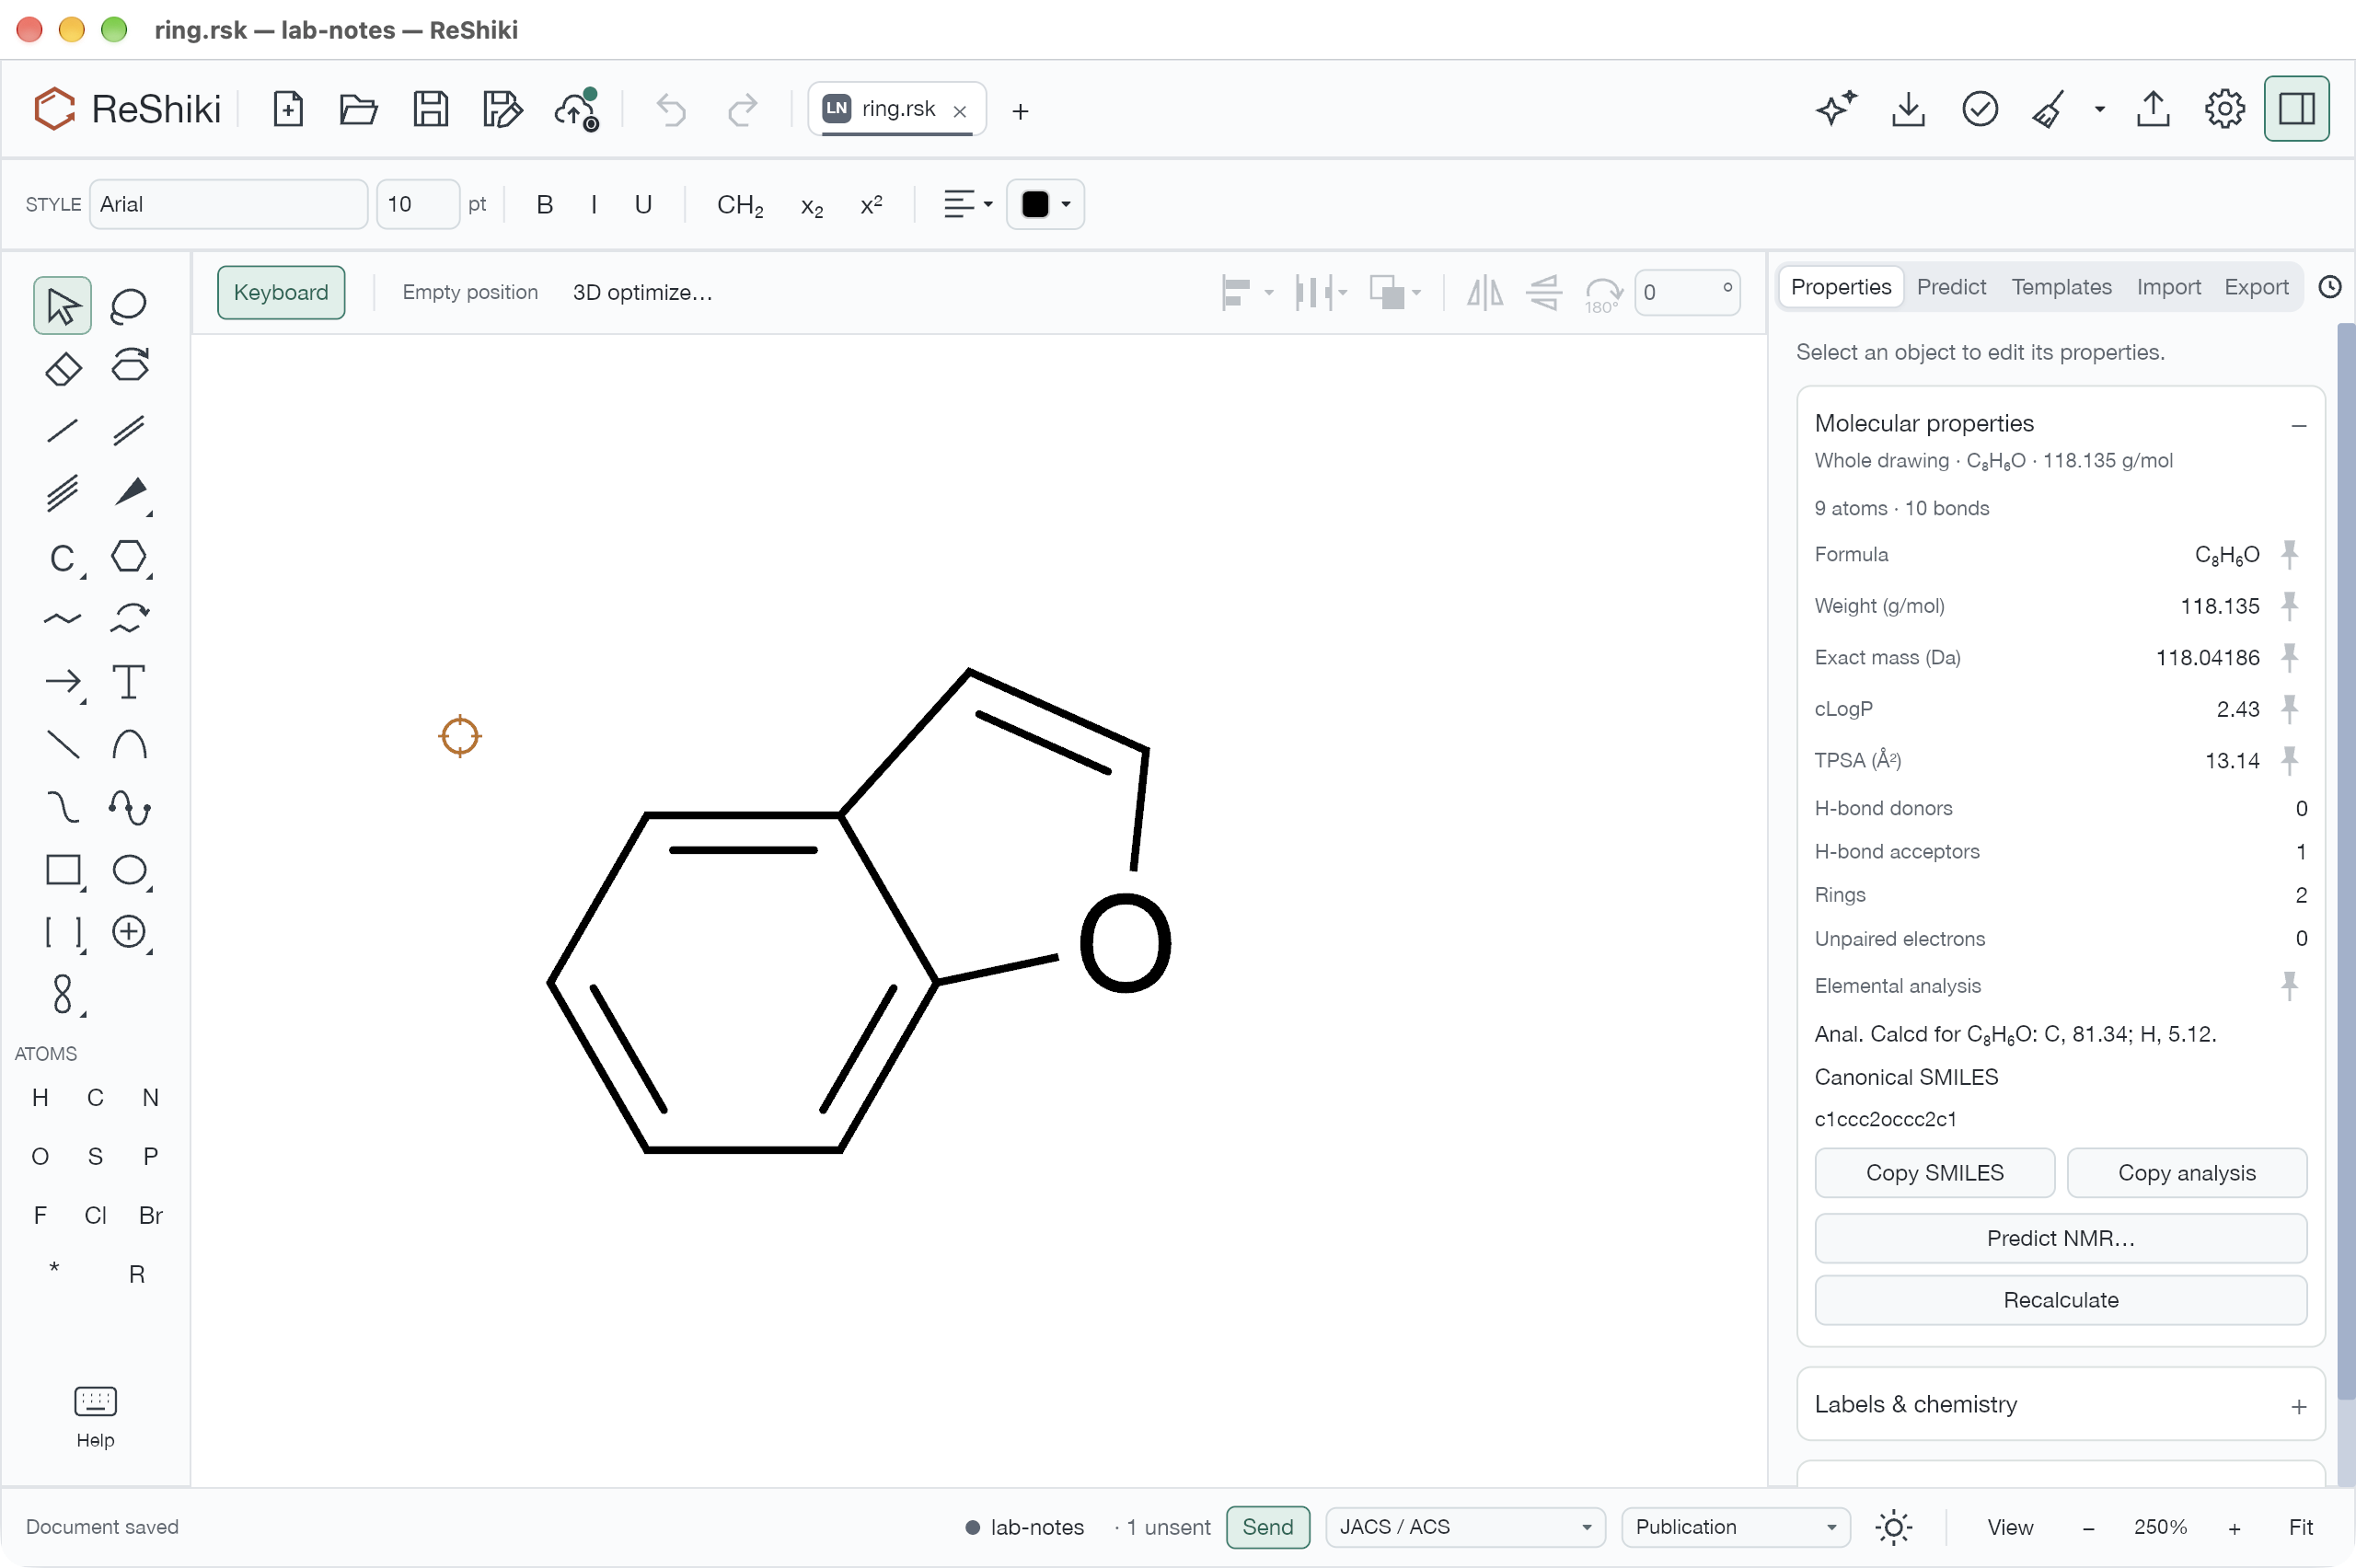 ring.rsk — lab-notes — ReShiki
ReShiki
LN ring.rsk × +
STYLE Arial 10 pt B I U CH₂ x₂ x²
Keyboard Empty position 3D optimize... 180° 0 °
Properties Predict Templates Import Export
Select an object to edit its properties.
Molecular properties –
Whole drawing · C₈H₆O · 118.135 g/mol
9 atoms · 10 bonds
Formula C₈H₆O
Weight (g/mol) 118.135
Exact mass (Da) 118.04186
cLogP 2.43
TPSA (Å²) 13.14
H-bond donors 0
H-bond acceptors 1
Rings 2
Unpaired electrons 0
Elemental analysis
Anal. Calcd for C₈H₆O: C, 81.34; H, 5.12.
Canonical SMILES
c1ccc2occc2c1
Copy SMILES Copy analysis
Predict NMR...
Recalculate
Labels & chemistry +
C
T
[ ]
ATOMS
H C N
O S P
F Cl Br
* R
Help
O
Document saved
lab-notes · 1 unsent Send JACS / ACS Publication View – 250% + Fit